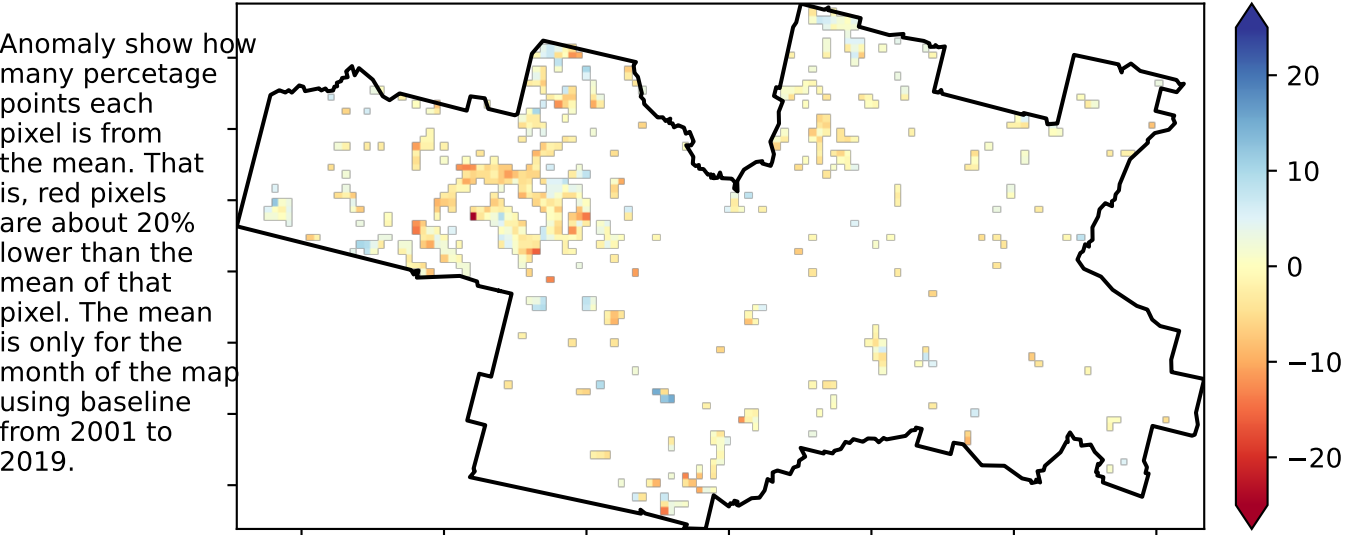 Anomaly show how
many percetage
points each
pixel is from
the mean. That
is, red pixels
are about 20%
lower than the
mean of that
pixel. The mean
is only for the
month of the map
using baseline
from 2001 to
2019.
20
10
0
−10
−20